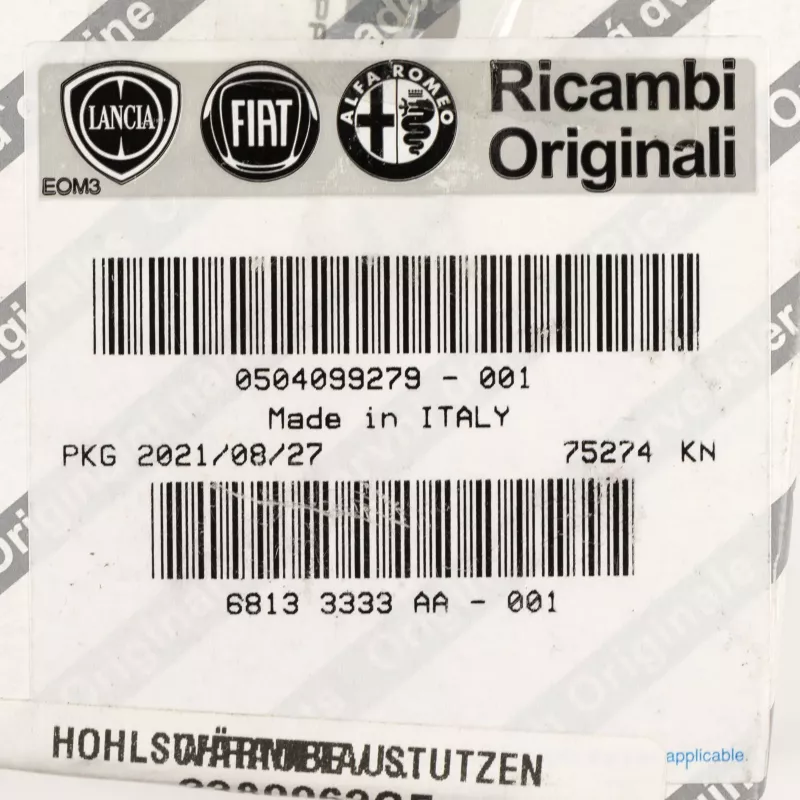 LANCIA FIAT ALFA ROMEO Ricambi
Originali
EOM3
0504099279 - 001
Made in ITALY
PKG 2021/08/27 75274 KN
6813 3333 AA - 001
applicable.